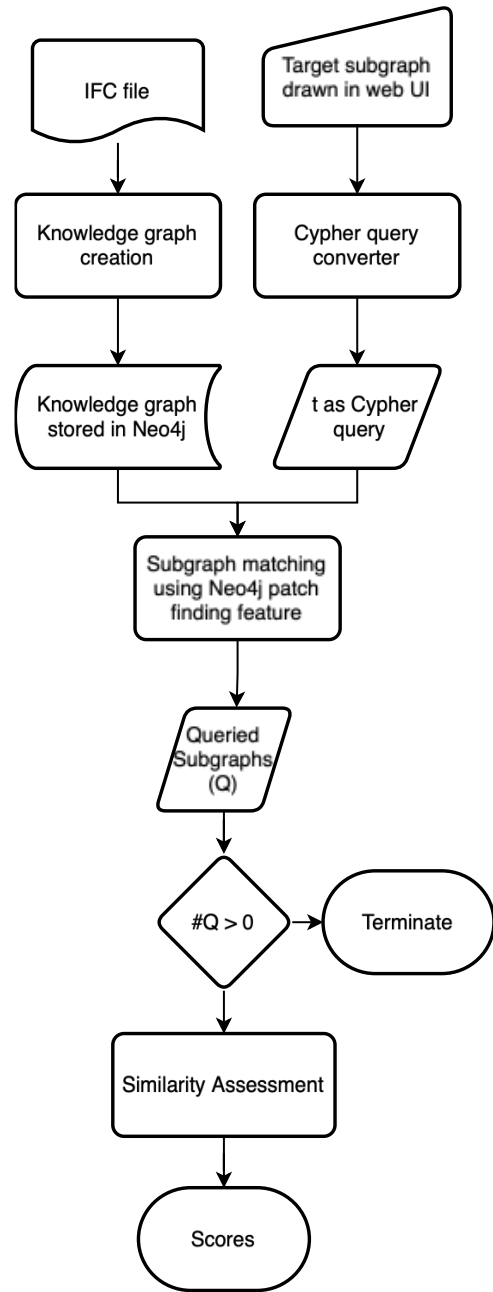 IFC file
Target subgraph
drawn in web UI
Knowledge graph
creation
Cypher query
converter
Knowledge graph
stored in Neo4j
t as Cypher
query
Subgraph matching
using Neo4j patch
finding feature
Queried
Subgraphs
(Q)
#Q > 0
Terminate
Similarity Assessment
Scores